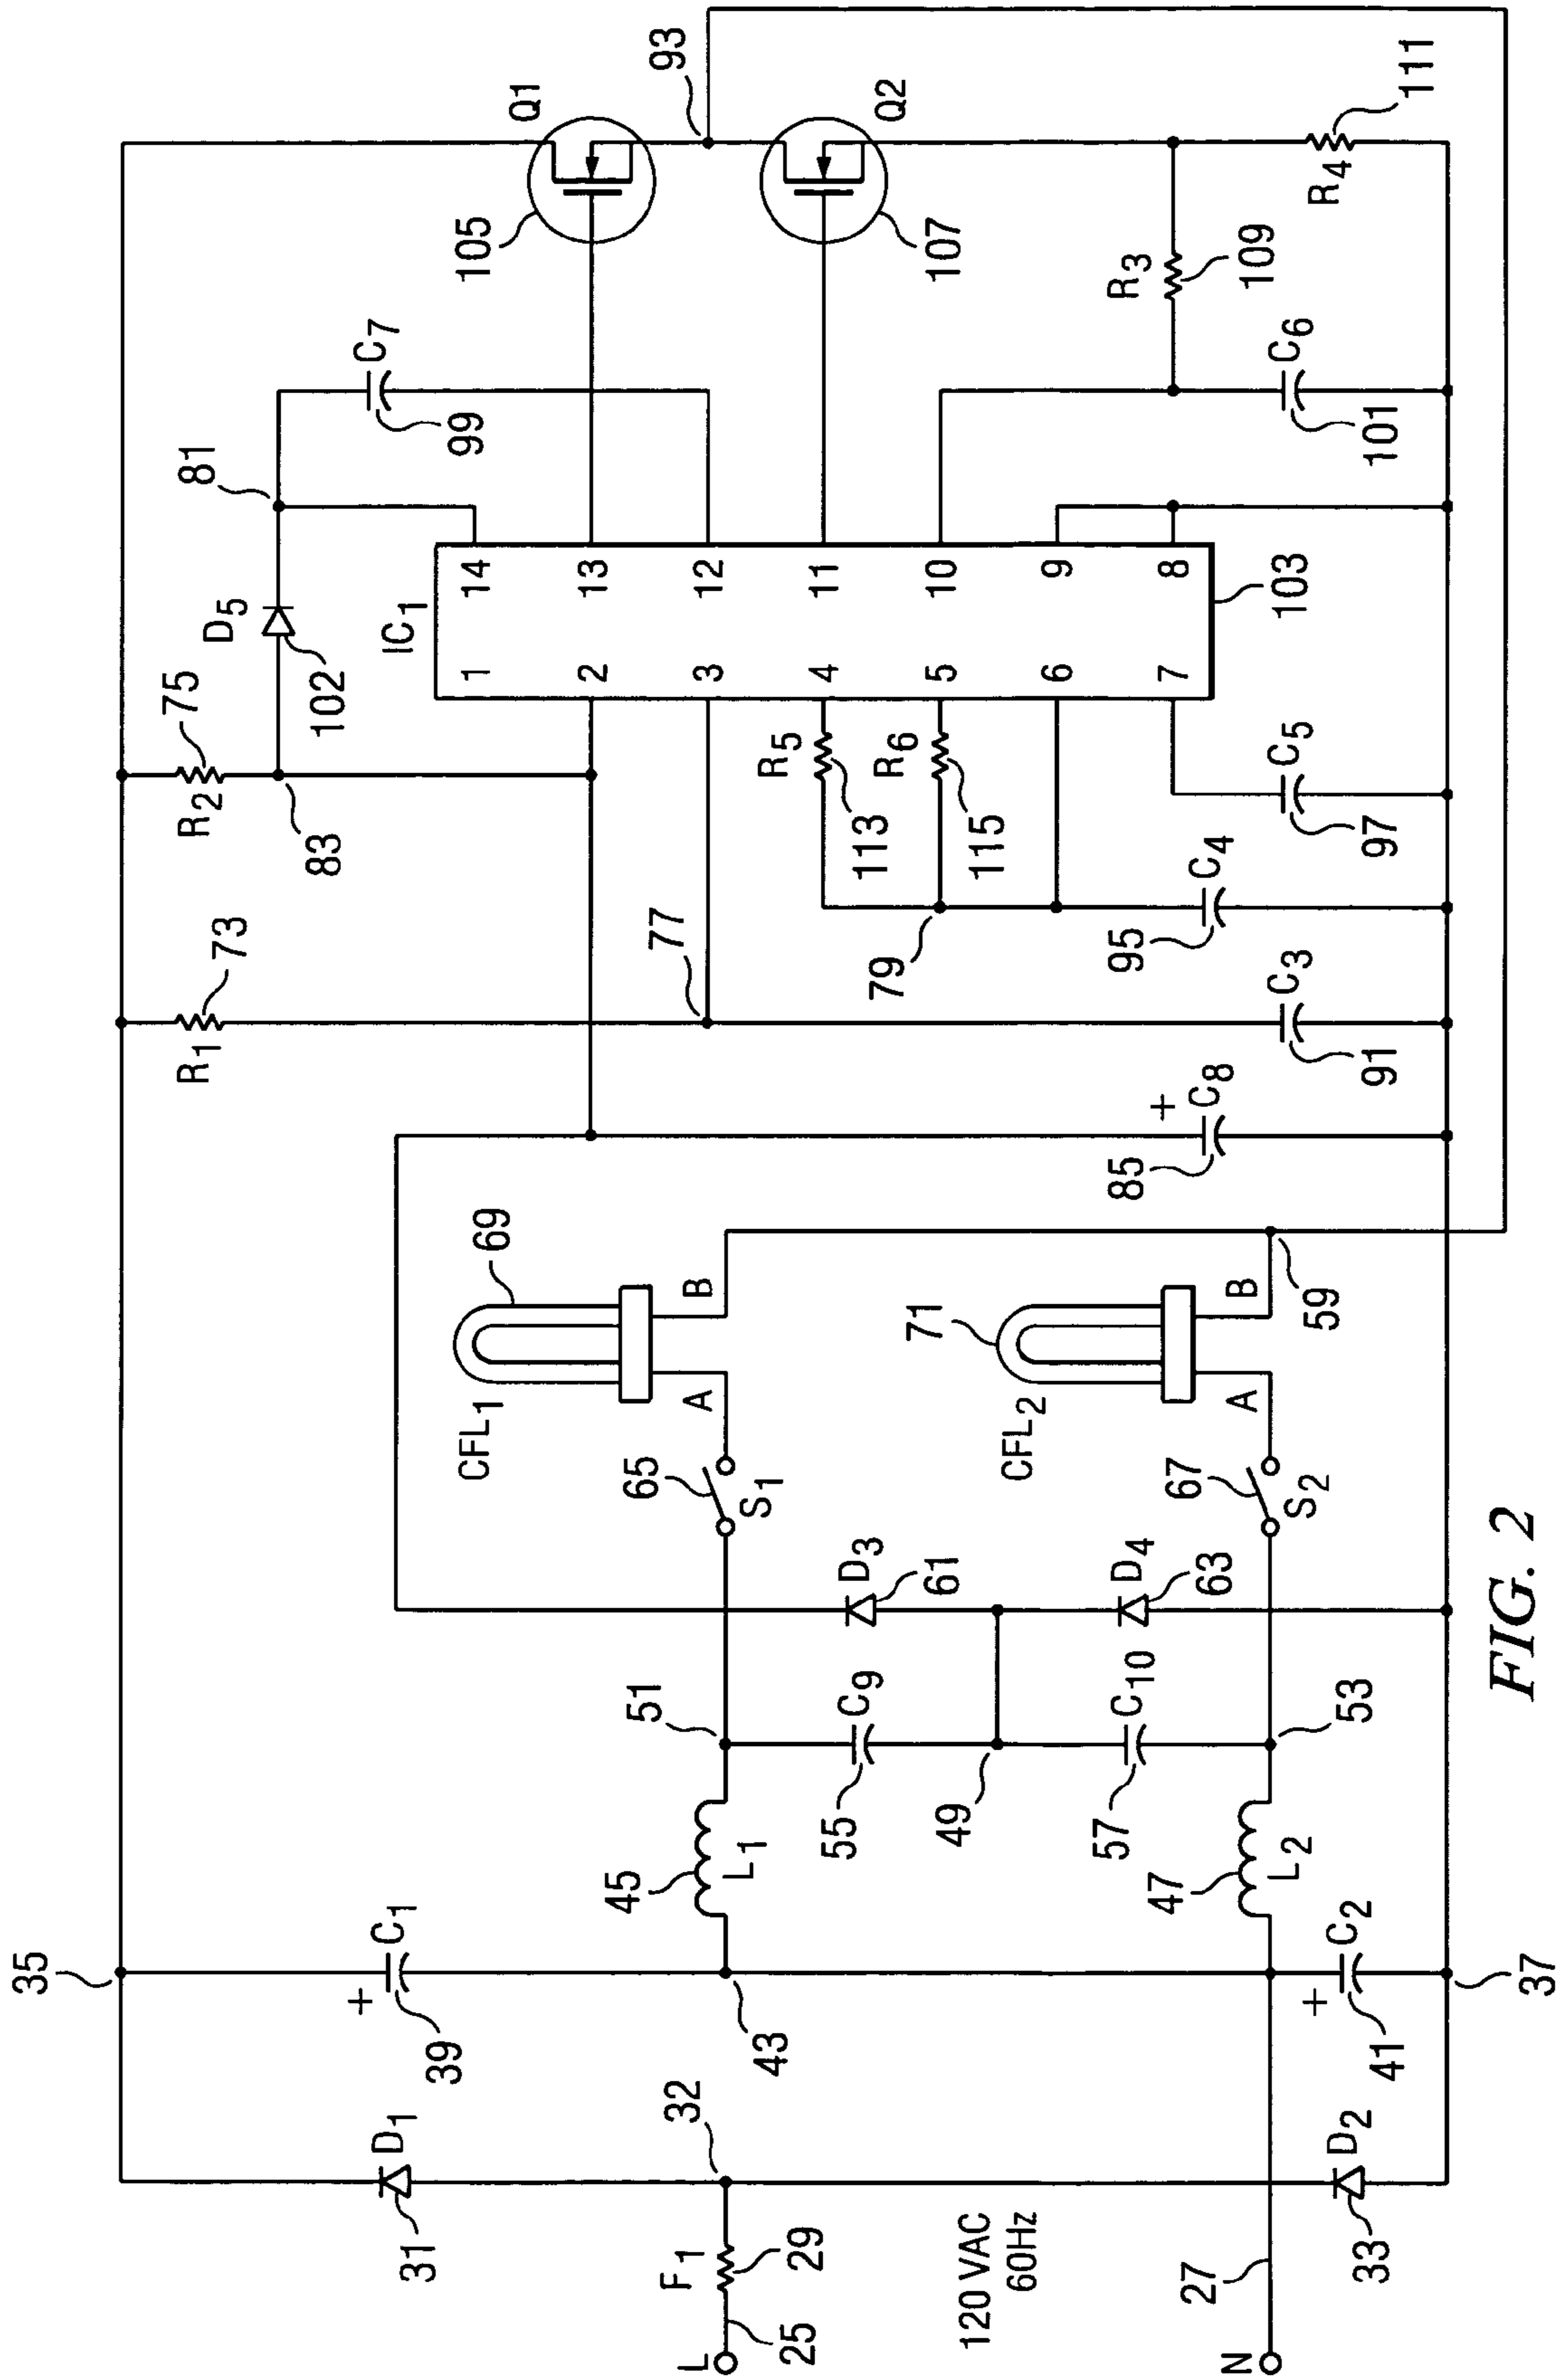 35
37
39
+ C1
43
41
+ C2
D1
31
32
D2
33
F1
29
L
25
120 VAC
60Hz
N
27
45
L1
47
L2
51
53
55
C9
49
57
C10
D3
61
D4
63
65
S1
67
S2
CFL1
69
A
B
CFL2
71
A
B
59
85
+ C8
R1
73
77
91
C3
R2
75
83
79
95
C4
97
C5
R5
113
R6
115
D5
102
81
IC1
1 14
2 13
3 12
4 11
5 10
6 9
7 8
103
C7
99
C6
101
R3
109
R4
111
105
Q1
107
Q2
93
FIG. 2